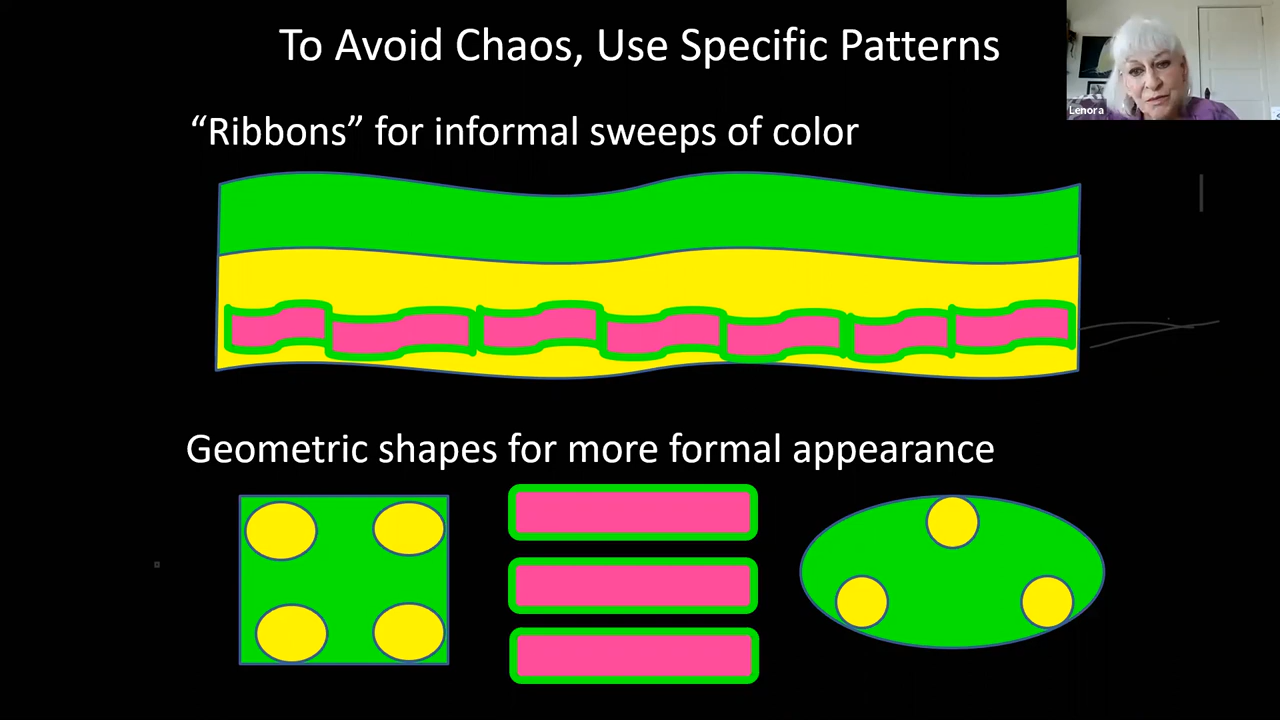 To Avoid Chaos, Use Specific Patterns
Lenora
“Ribbons” for informal sweeps of color
Geometric shapes for more formal appearance